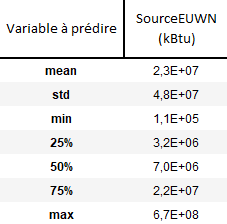 Variable à prédire SourceEUWN
(kBtu)
mean 2,3E+07
std 4,8E+07
min 1,1E+05
25% 3,2E+06
50% 7,0E+06
75% 2,2E+07
max 6,7E+08